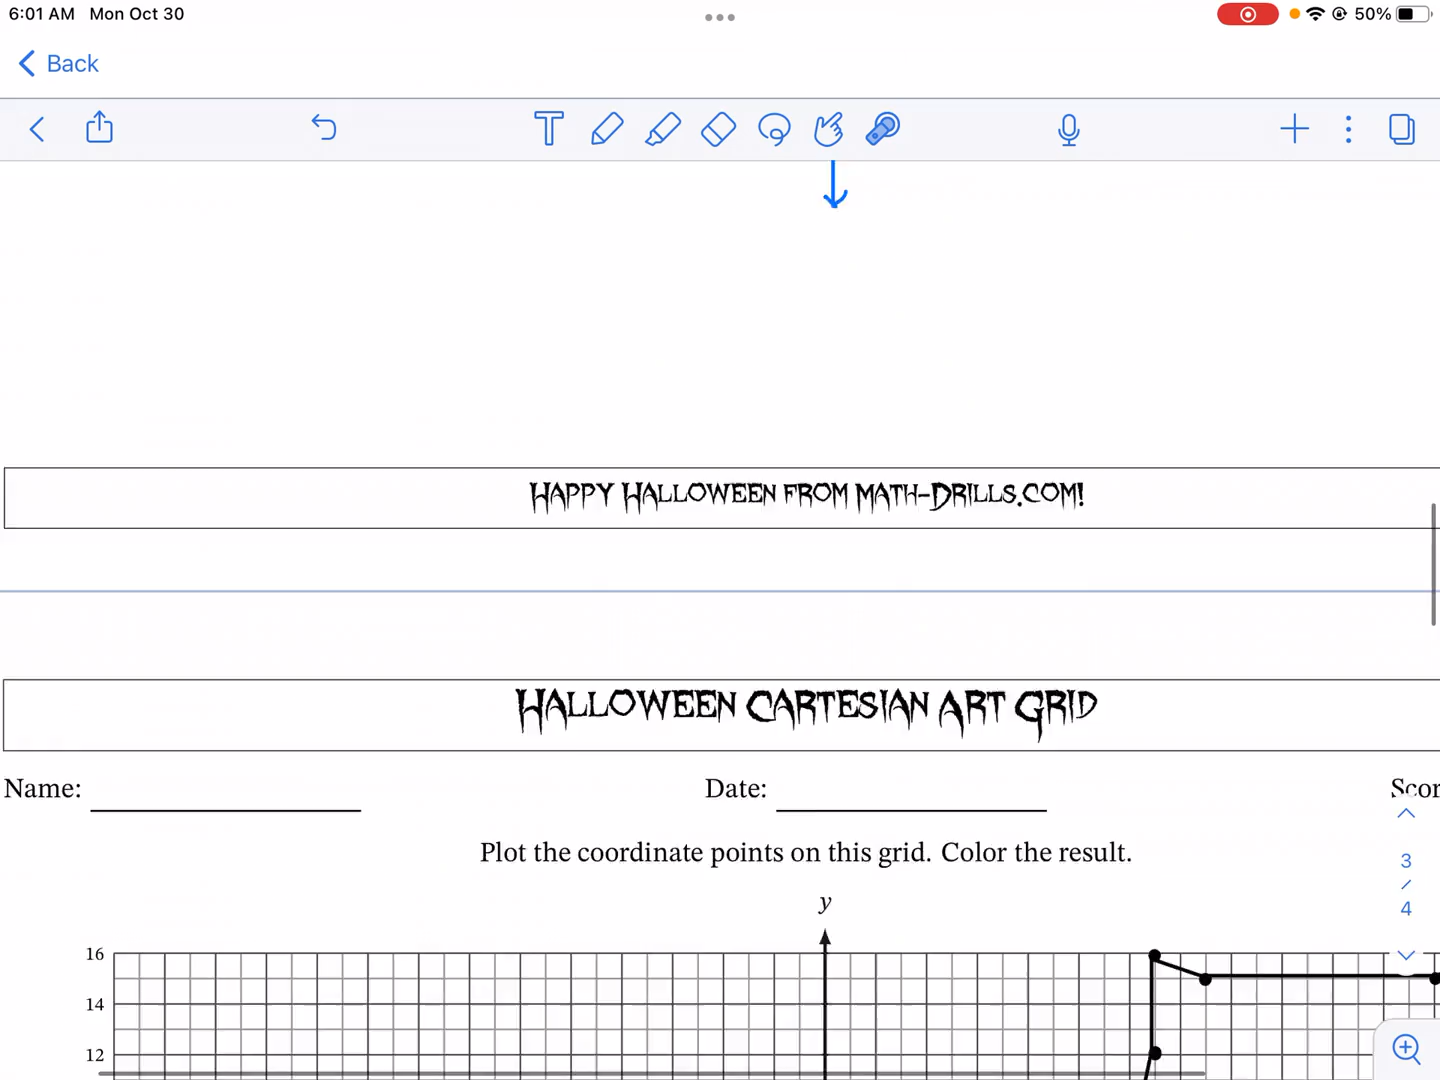 6:01 AM Mon Oct 30
50%
Back
Happy Halloween from Math-Drills.com!
Halloween Cartesian Art Grid
Name: Date: Scor
Plot the coordinate points on this grid. Color the result.
3
/
4
y
16
14
12